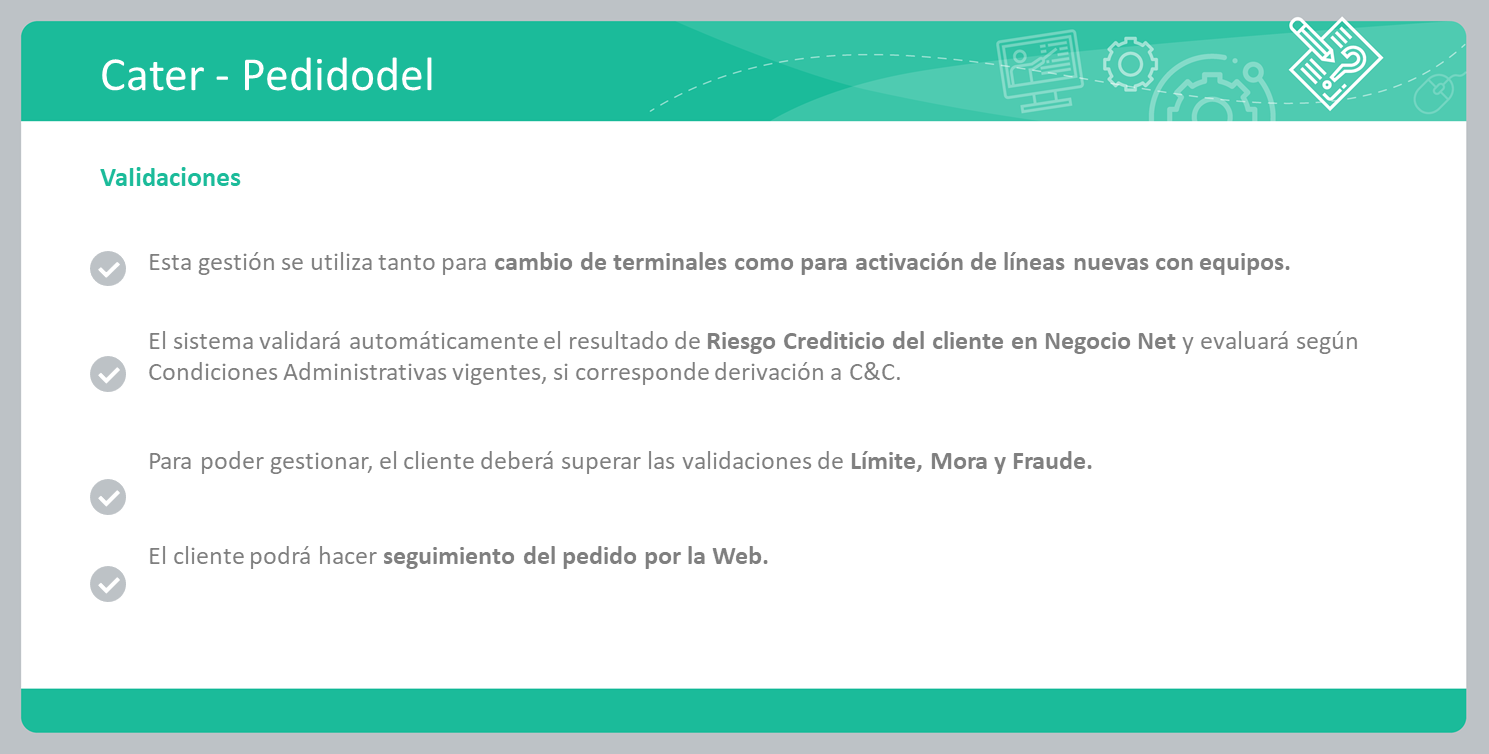 Cater - Pedidodel
Validaciones
Esta gestión se utiliza tanto para cambio de terminales como para activación de líneas nuevas con equipos.
El sistema validará automáticamente el resultado de Riesgo Crediticio del cliente en Negocio Net y evaluará según
Condiciones Administrativas vigentes, si corresponde derivación a C&C.
Para poder gestionar, el cliente deberá superar las validaciones de Límite, Mora y Fraude.
El cliente podrá hacer seguimiento del pedido por la Web.